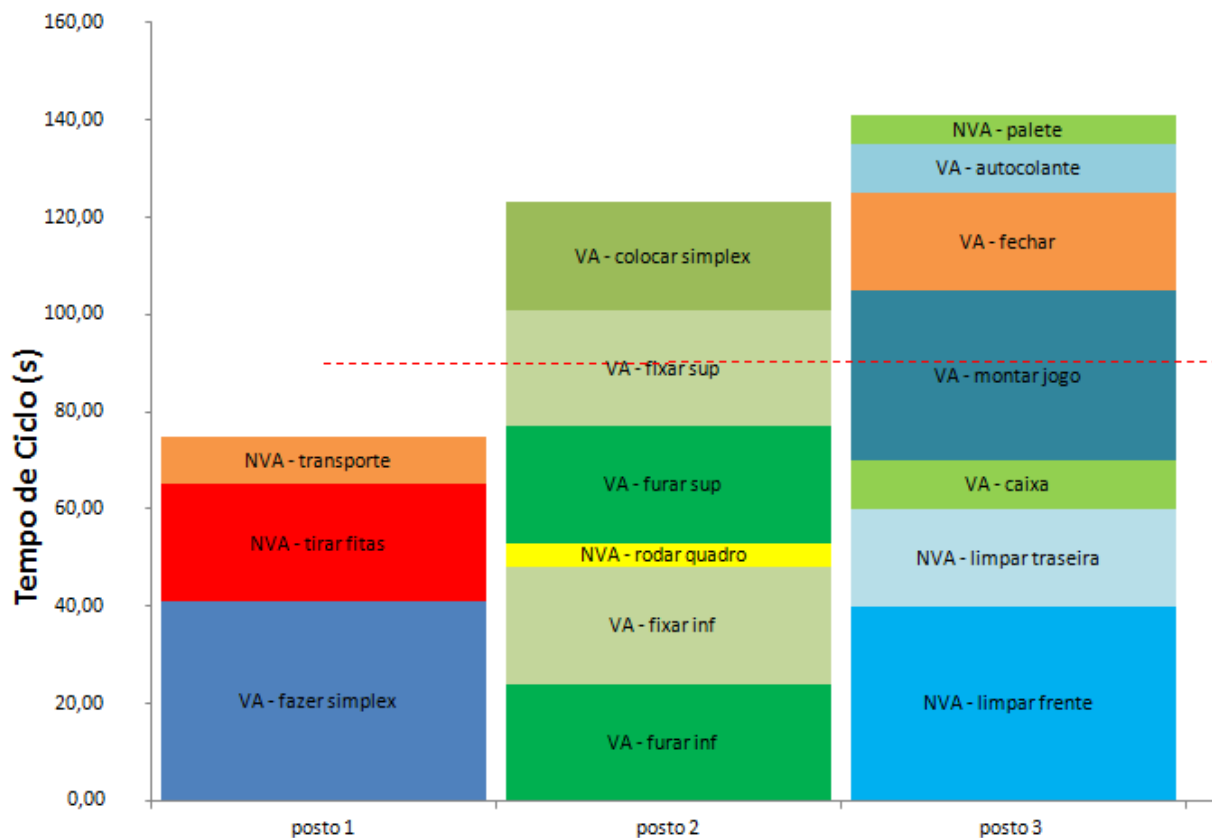 160,00
140,00
120,00
100,00
80,00
60,00
40,00
20,00
0,00
Tempo de Ciclo (s)
NVA - transporte
NVA - tirar fitas
VA - fazer simplex
VA - colocar simplex
VA - fixar sup
VA - furar sup
NVA - rodar quadro
VA - fixar inf
VA - furar inf
NVA - palete
VA - autocolante
VA - fechar
VA - montar jogo
VA - caixa
NVA - limpar traseira
NVA - limpar frente
posto 1
posto 2
posto 3